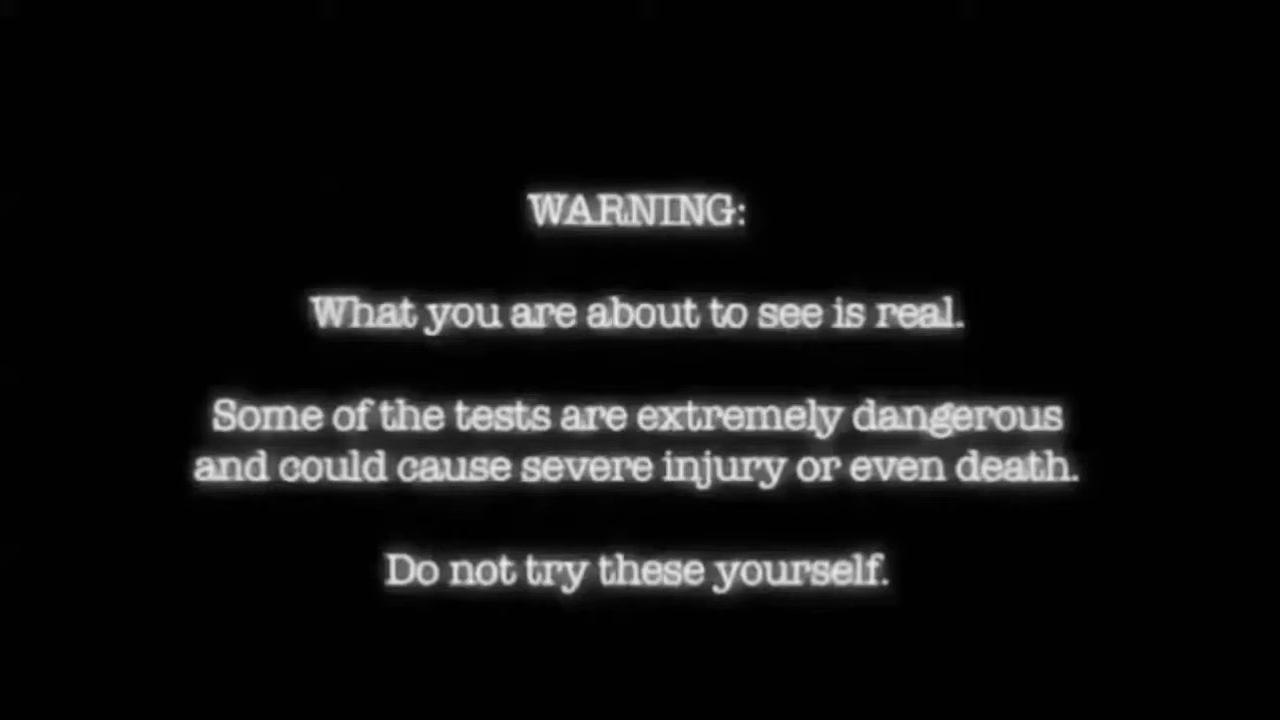 WARNING:
What you are about to see is real.
Some of the tests are extremely dangerous
and could cause severe injury or even death.
Do not try these yourself.